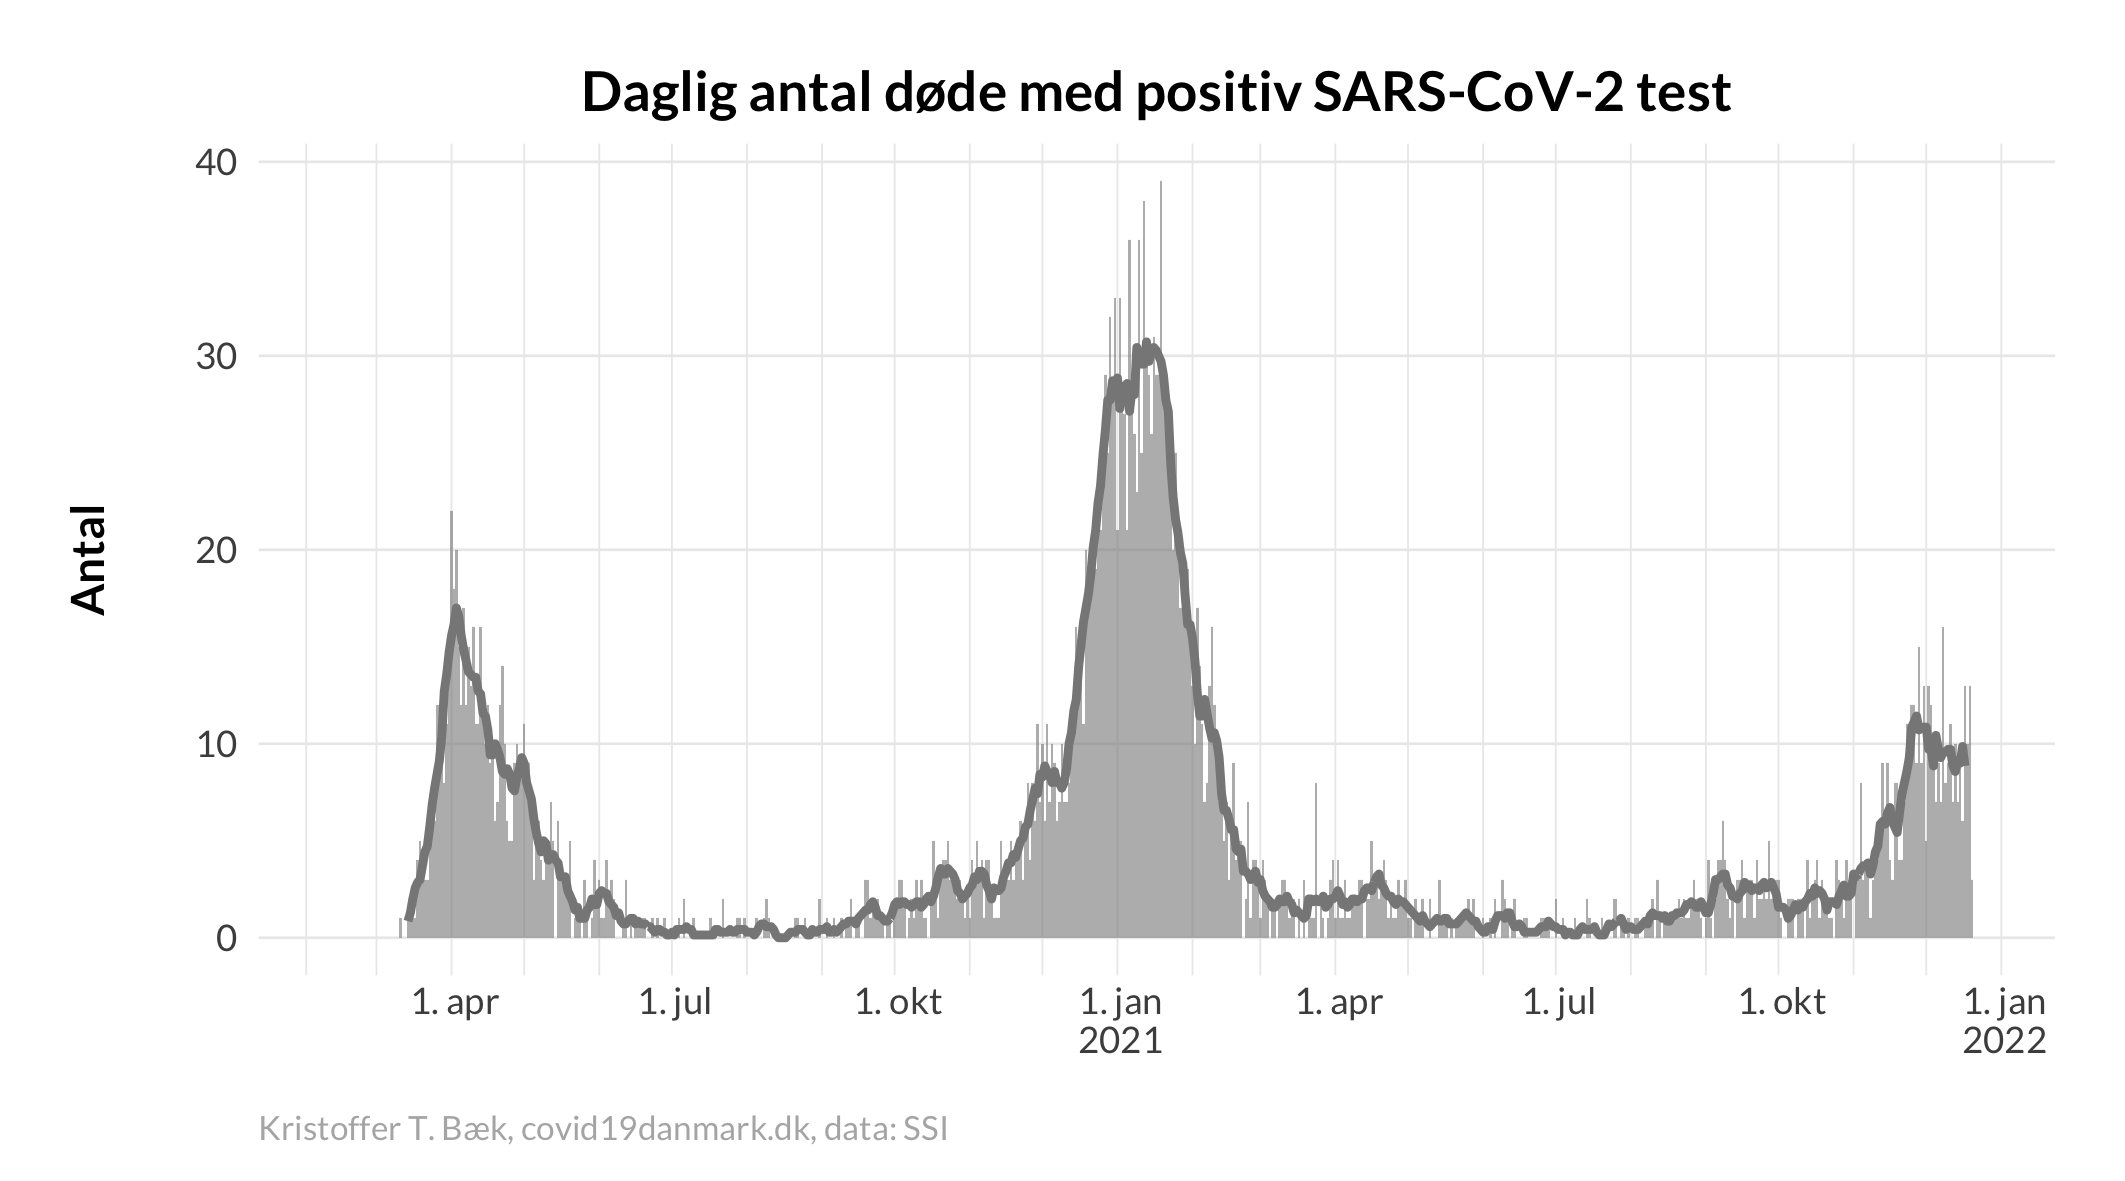 Daglig antal døde med positiv SARS-CoV-2 test
Antal
40
30
20
10
0
1. apr
1. jul
1. okt
1. jan
2021
1. apr
1. jul
1. okt
1. jan
2022
Kristoffer T. Bæk, covid19danmark.dk, data: SSI